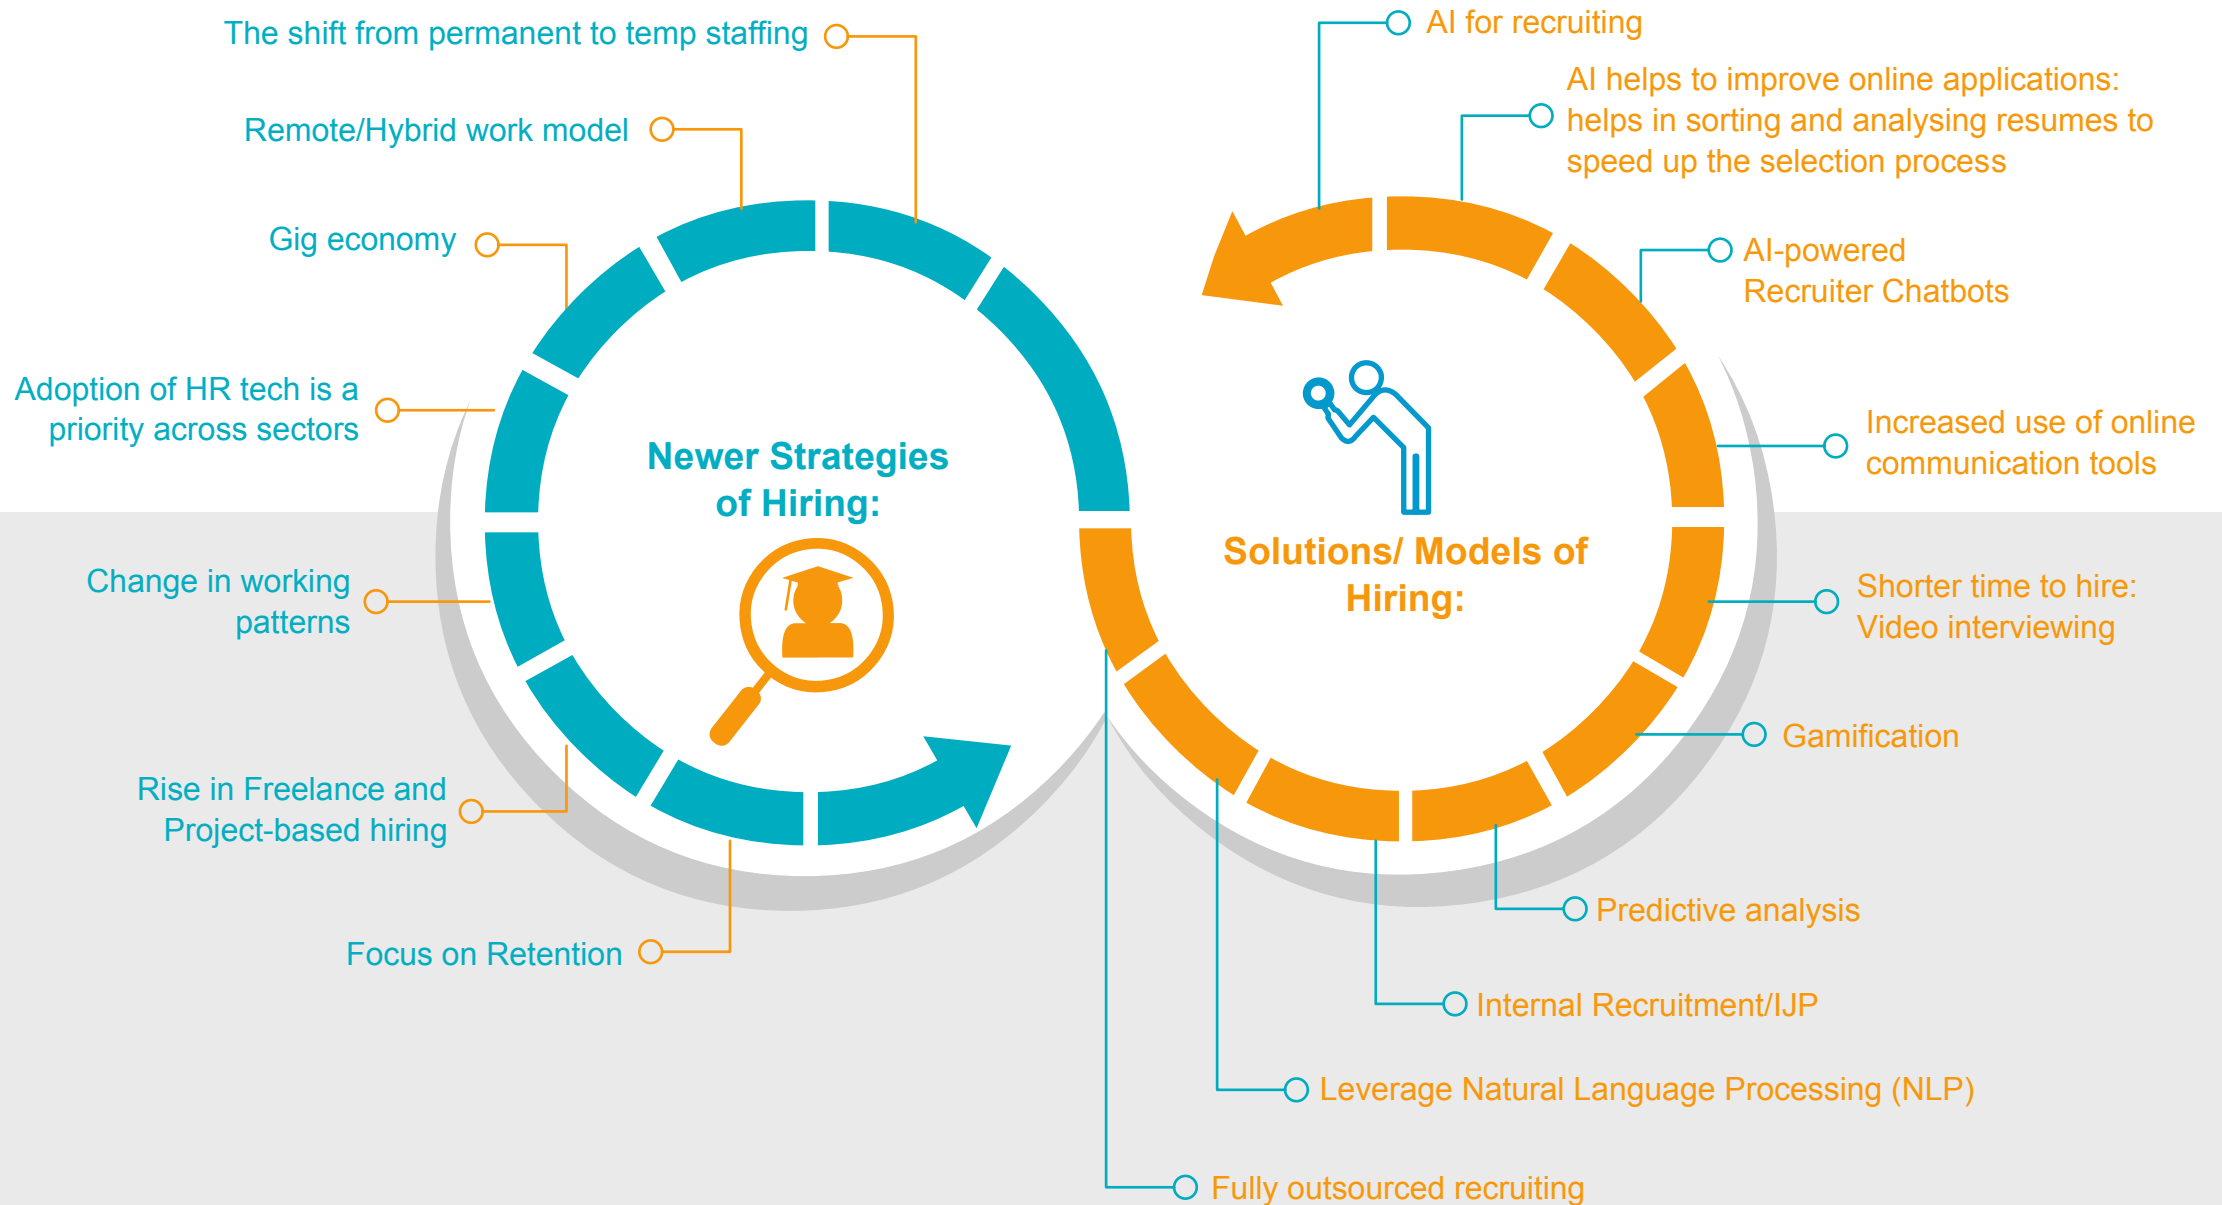 The shift from permanent to temp staffing
Remote/Hybrid work model
Gig economy
Adoption of HR tech is a
priority across sectors
Change in working
patterns
Rise in Freelance and
Project-based hiring
Focus on Retention
Newer Strategies
of Hiring:
AI for recruiting
AI helps to improve online applications:
helps in sorting and analysing resumes to
speed up the selection process
AI-powered
Recruiter Chatbots
Increased use of online
communication tools
Shorter time to hire:
Video interviewing
Gamification
Predictive analysis
Internal Recruitment/IJP
Leverage Natural Language Processing (NLP)
Fully outsourced recruiting
Solutions/ Models of
Hiring: